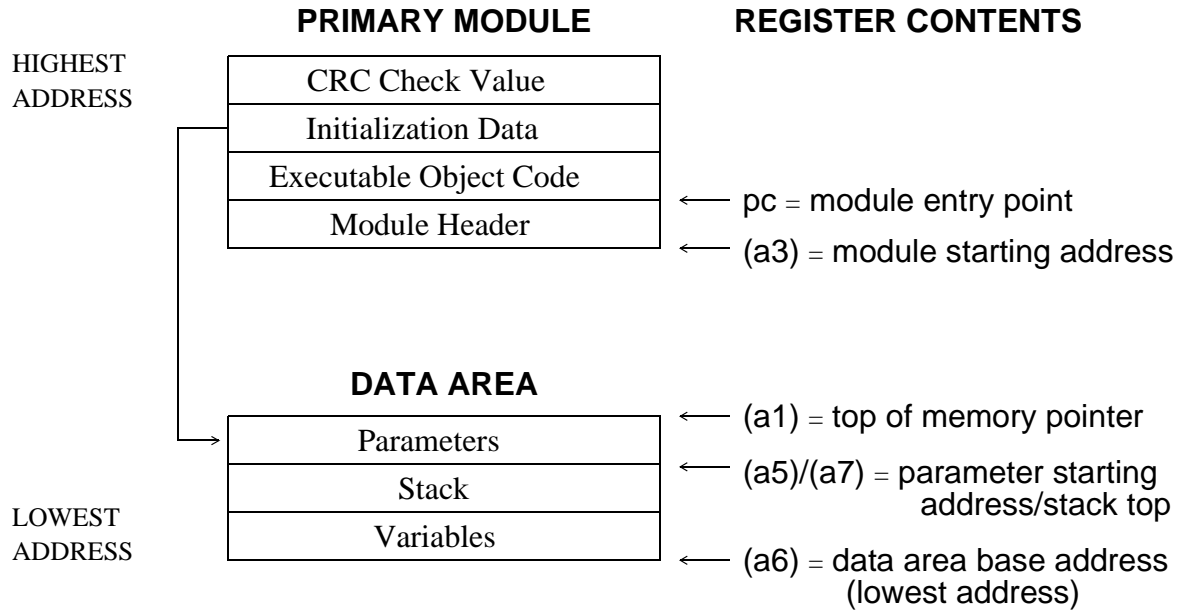 PRIMARY MODULE
REGISTER CONTENTS
HIGHEST
ADDRESS
CRC Check Value
Initialization Data
Executable Object Code
Module Header
pc = module entry point
(a3) = module starting address
DATA AREA
Parameters
Stack
Variables
(a1) = top of memory pointer
(a5)/(a7) = parameter starting
address/stack top
LOWEST
ADDRESS
(a6) = data area base address
(lowest address)